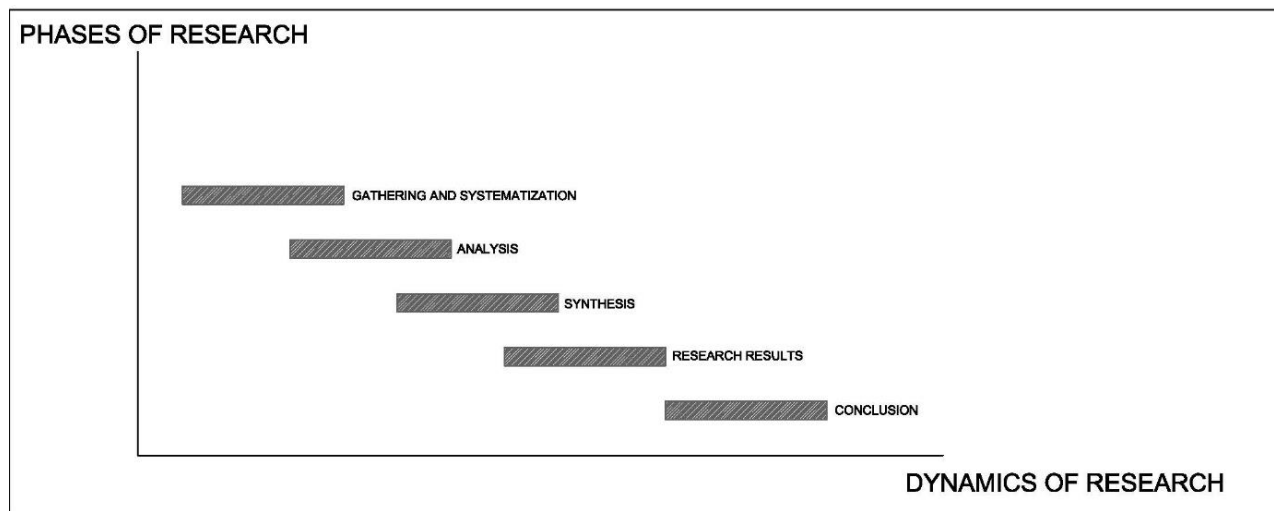 PHASES OF RESEARCH
GATHERING AND SYSTEMATIZATION
ANALYSIS
SYNTHESIS
RESEARCH RESULTS
CONCLUSION
DYNAMICS OF RESEARCH